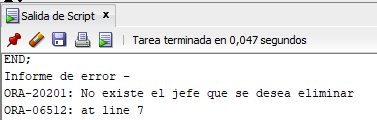 Salida de Script x
Tarea terminada en 0,047 segundos
END;
Informe de error -
ORA-20201: No existe el jefe que se desea eliminar
ORA-06512: at line 7